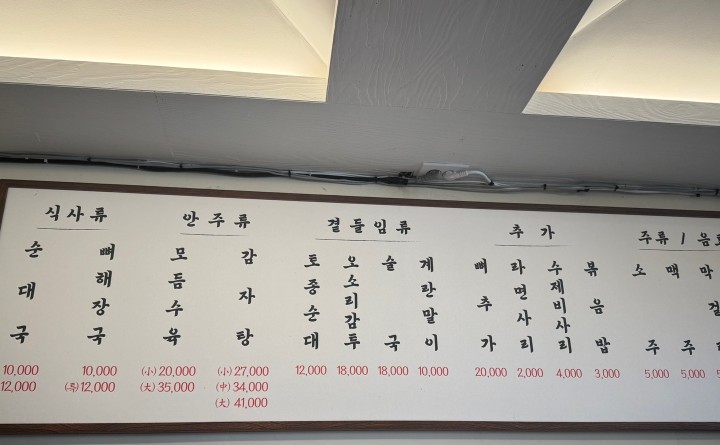 식사류
순대국
10,000
12,000
뼈해장국
10,000
(특)12,000
안주류
모듬수육
(小)20,000
(大)35,000
감자탕
(小)27,000
(中)34,000
(大)41,000
곁들임류
토종순대
12,000
오소리감투
18,000
술국
18,000
계란말이
10,000
추가
뼈추가
20,000
라면사리
2,000
수제비사리
4,000
볶음밥
3,000
주류 / 음
소주
5,000
맥주
5,000
막걸